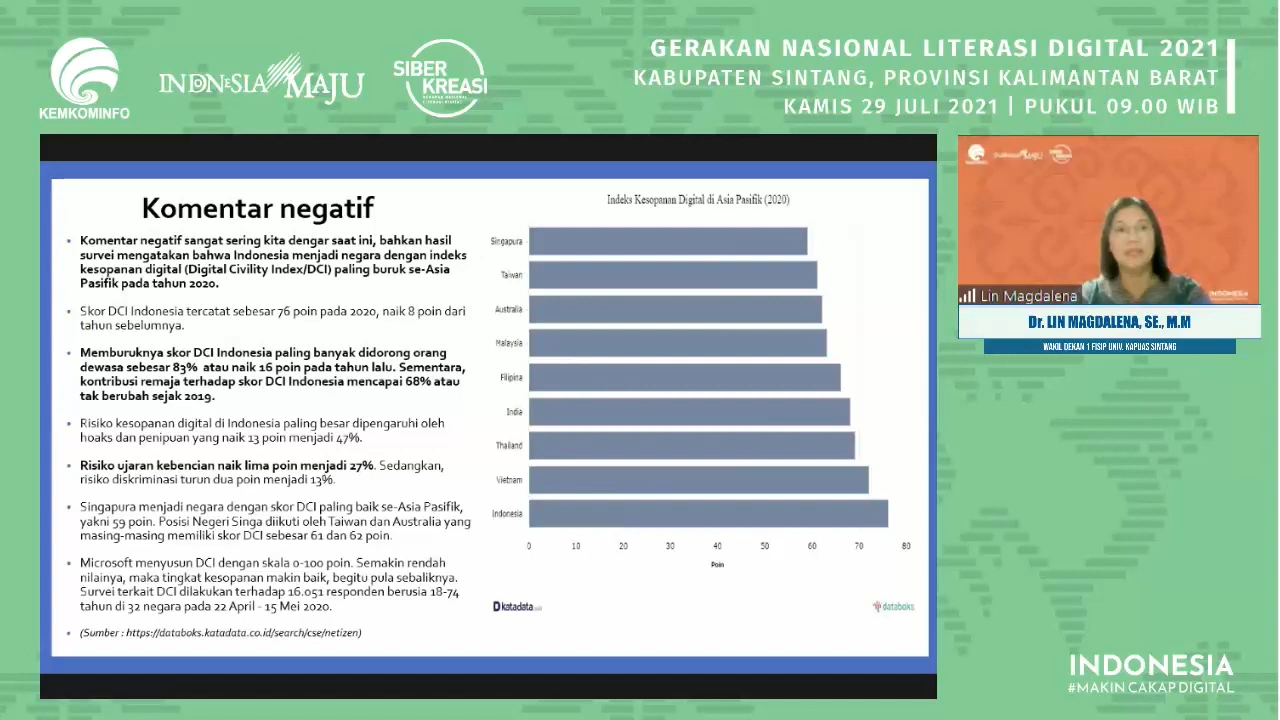 KEMKOMINFO
INDONESIA MAJU
SIBER
KREASI
GERAKAN NASIONAL LITERASI DIGITAL 2021
KABUPATEN SINTANG, PROVINSI KALIMANTAN BARAT
KAMIS 29 JULI 2021 | PUKUL 09.00 WIB
Komentar negatif
• Komentar negatif sangat sering kita dengar saat ini, bahkan hasil
survei mengatakan bahwa Indonesia menjadi negara dengan indeks
kesopanan digital (Digital Civility Index/DCI) paling buruk se-Asia
Pasifik pada tahun 2020.
• Skor DCI Indonesia tercatat sebesar 76 poin pada 2020, naik 8 poin dari
tahun sebelumnya.
• Memburuknya skor DCI Indonesia paling banyak didorong orang
dewasa sebesar 83% atau naik 16 poin pada tahun lalu. Sementara,
kontribusi remaja terhadap skor DCI Indonesia mencapai 68% atau
tak berubah sejak 2019.
• Risiko kesopanan digital di Indonesia paling besar dipengaruhi oleh
hoaks dan penipuan yang naik 13 poin menjadi 47%.
• Risiko ujaran kebencian naik lima poin menjadi 27%. Sedangkan,
risiko diskriminasi turun dua poin menjadi 13%.
• Singapura menjadi negara dengan skor DCI paling baik se-Asia Pasifik,
yakni 59 poin. Posisi Negeri Singa diikuti oleh Taiwan dan Australia yang
masing-masing memiliki skor DCI sebesar 61 dan 62 poin.
• Microsoft menyusun DCI dengan skala 0-100 poin. Semakin rendah
nilainya, maka tingkat kesopanan makin baik, begitu pula sebaliknya.
Survei terkait DCI dilakukan terhadap 16.051 responden berusia 18-74
tahun di 32 negara pada 22 April - 15 Mei 2020.
• (Sumber : https://databoks.katadata.co.id/search/cse/netizen)
Indeks Kesopanan Digital di Asia Pasifik (2020)
Singapura
Taiwan
Australia
Malaysia
Filipina
India
Thailand
Vietnam
Indonesia
0 10 20 30 40 50 60 70 80
Poin
katadata
databoks
Lin Magdalena
Dr. LIN MAGDALENA, SE., M.M
WAKIL DEKAN 1 FISIP UNIV. KAPUAS SINTANG
INDONESIA
#MAKIN CAKAP DIGITAL